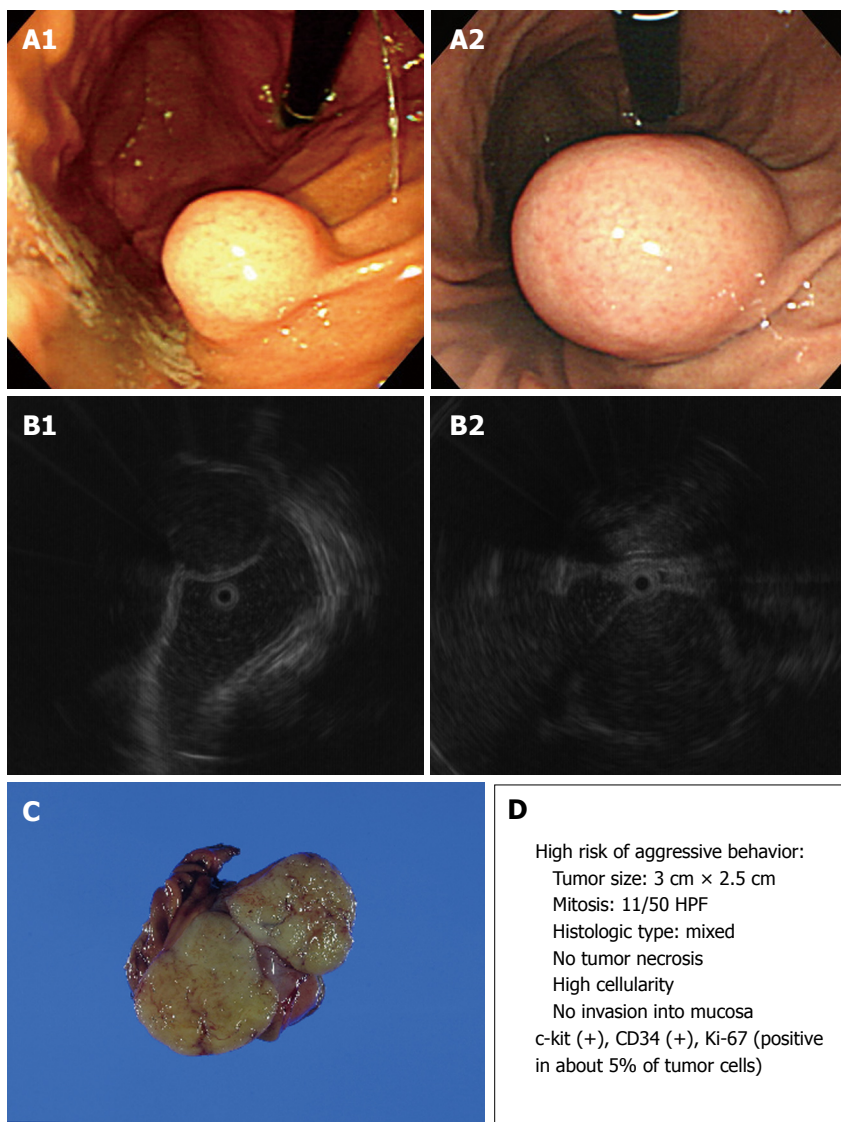 A1
A2
B1
B2
C
D
High risk of aggressive behavior:
Tumor size: 3 cm × 2.5 cm
Mitosis: 11/50 HPF
Histologic type: mixed
No tumor necrosis
High cellularity
No invasion into mucosa
c-kit (+), CD34 (+), Ki-67 (positive
in about 5% of tumor cells)